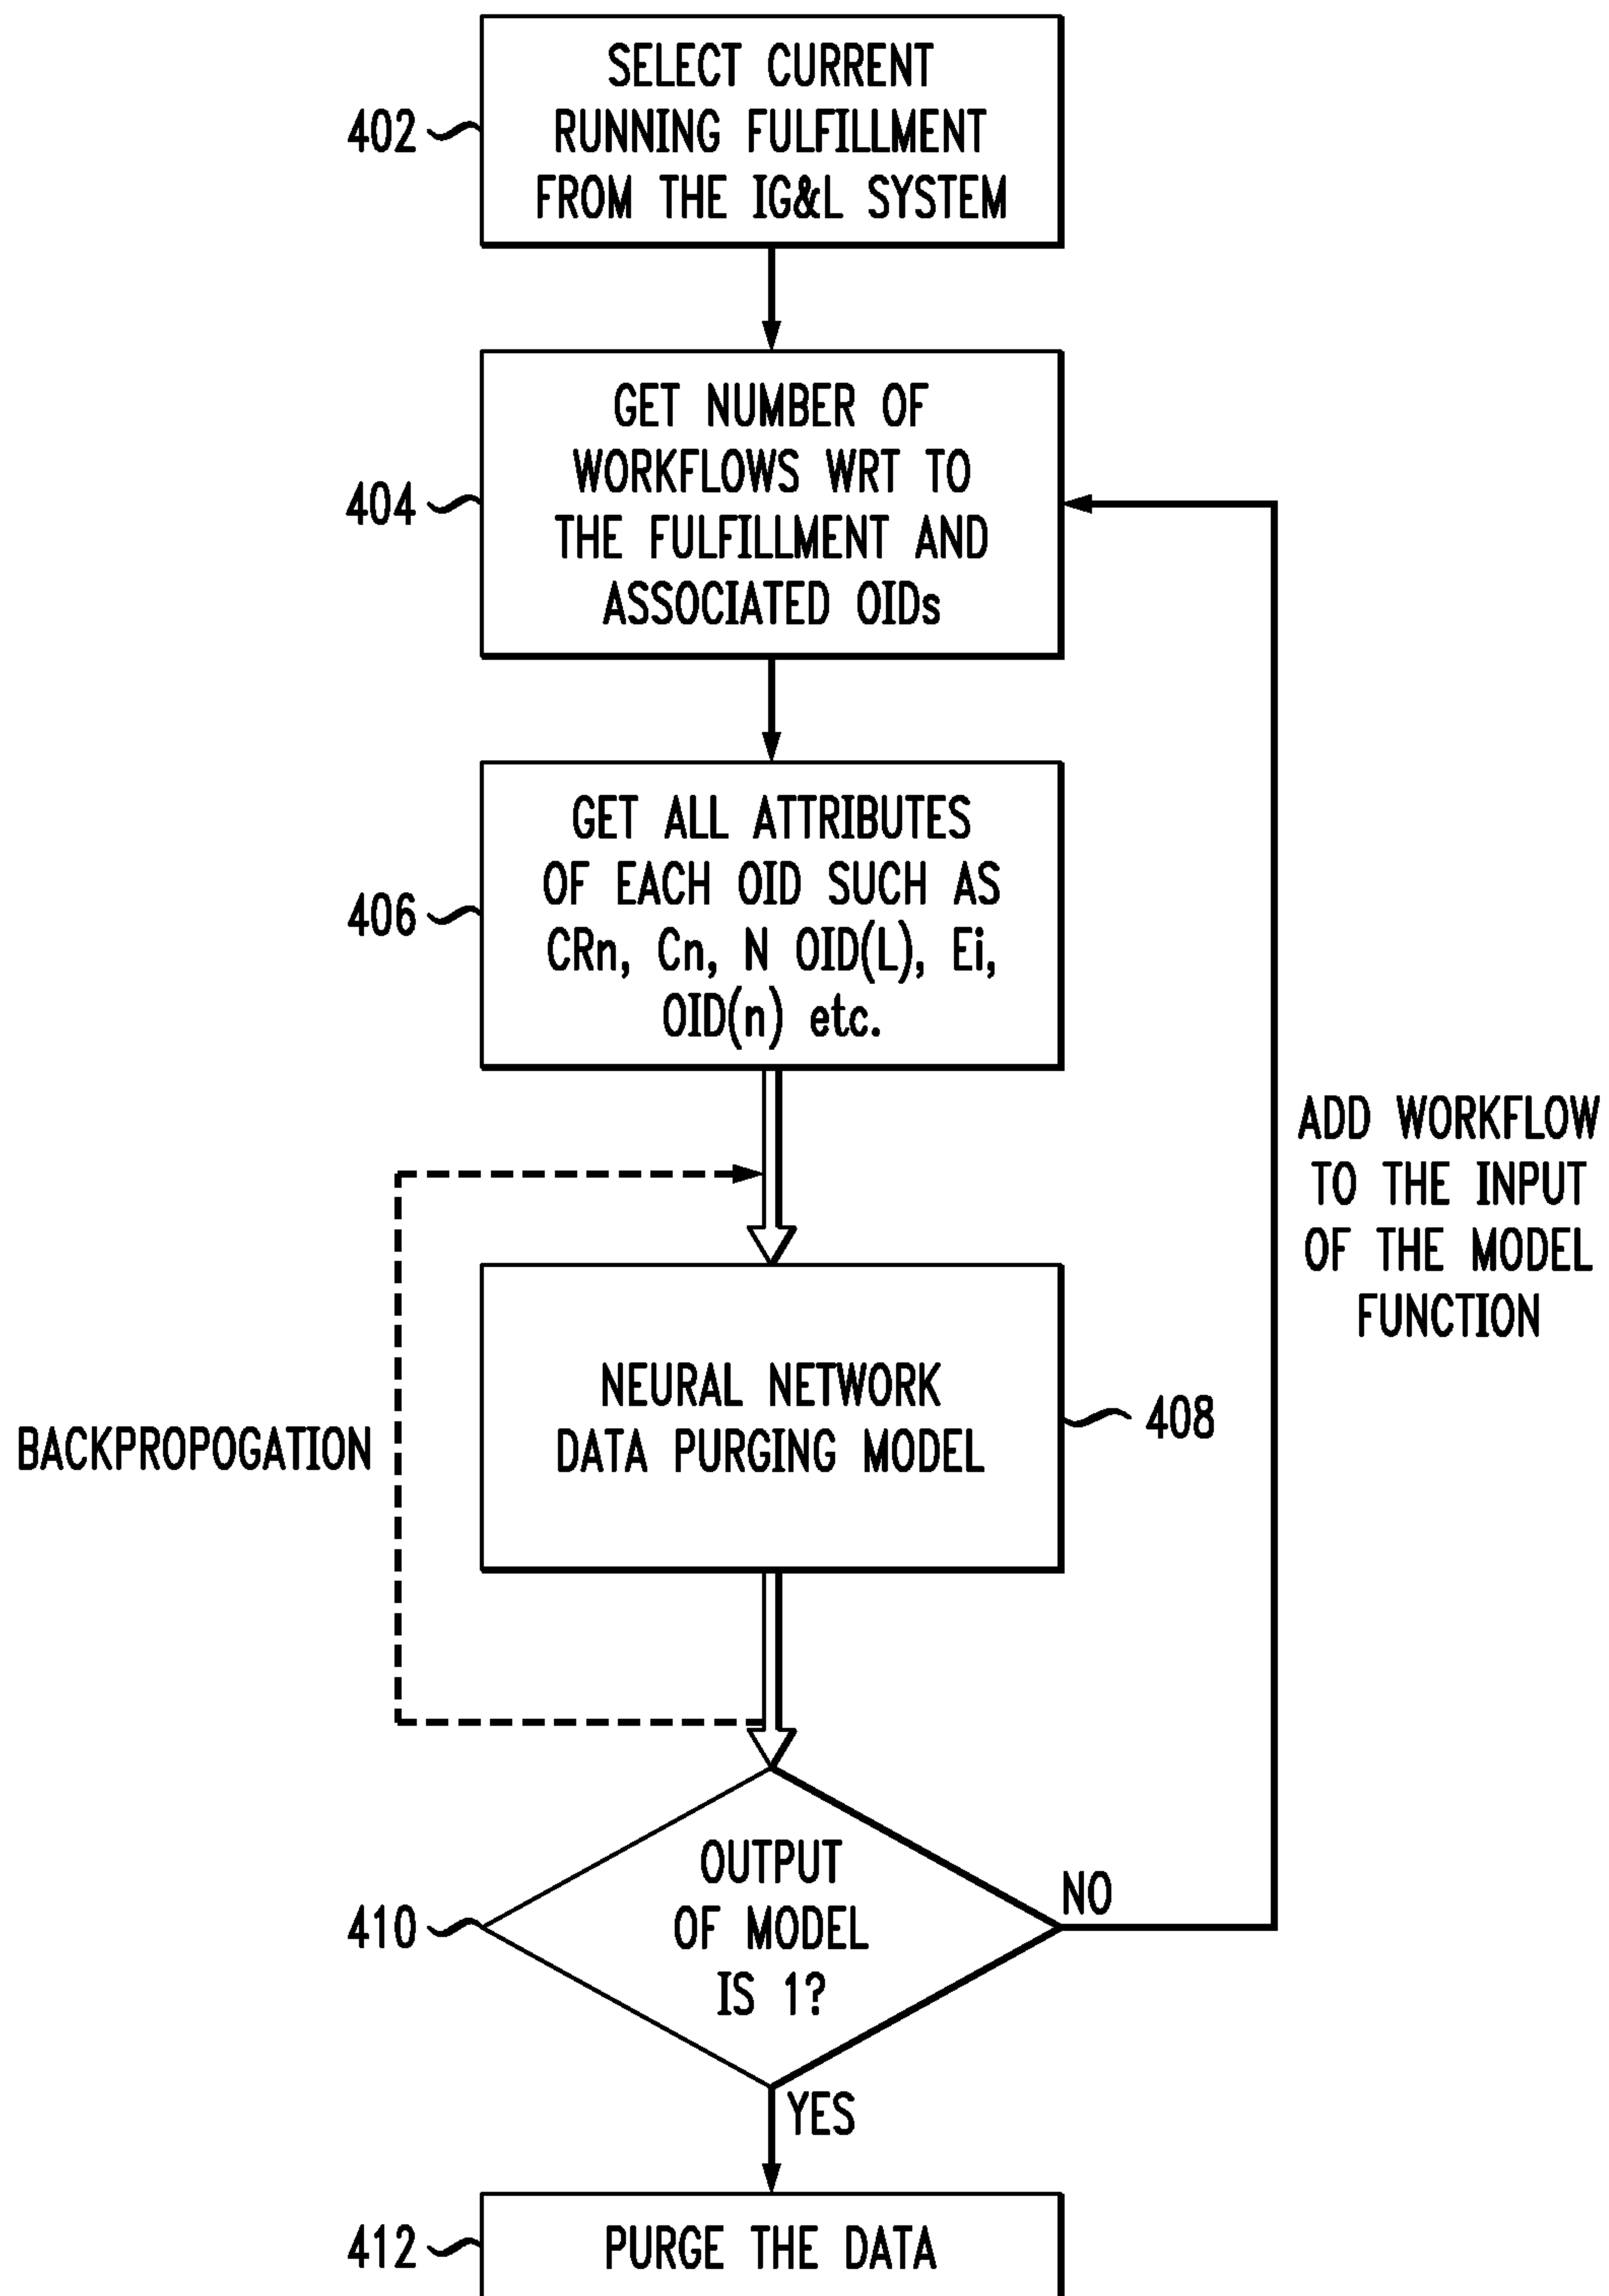 SELECT CURRENT
RUNNING FULFILLMENT
FROM THE IG&L SYSTEM
402
GET NUMBER OF
WORKFLOWS WRT TO
THE FULFILLMENT AND
ASSOCIATED OIDs
404
GET ALL ATTRIBUTES
OF EACH OID SUCH AS
CRn, Cn, N OID(L), Ei,
OID(n) etc.
406
ADD WORKFLOW
TO THE INPUT
OF THE MODEL
FUNCTION
NEURAL NETWORK
DATA PURGING MODEL
408
BACKPROPOGATION
OUTPUT
OF MODEL
IS 1?
410
NO
YES
412
PURGE THE DATA